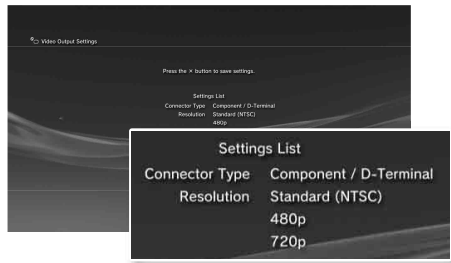 Video Output Settings
Press the × button to save settings.
Settings List
Connector Type Component / D-Terminal
Resolution Standard (NTSC)
480p
Settings List
Connector Type Component / D-Terminal
Resolution Standard (NTSC)
480p
720p